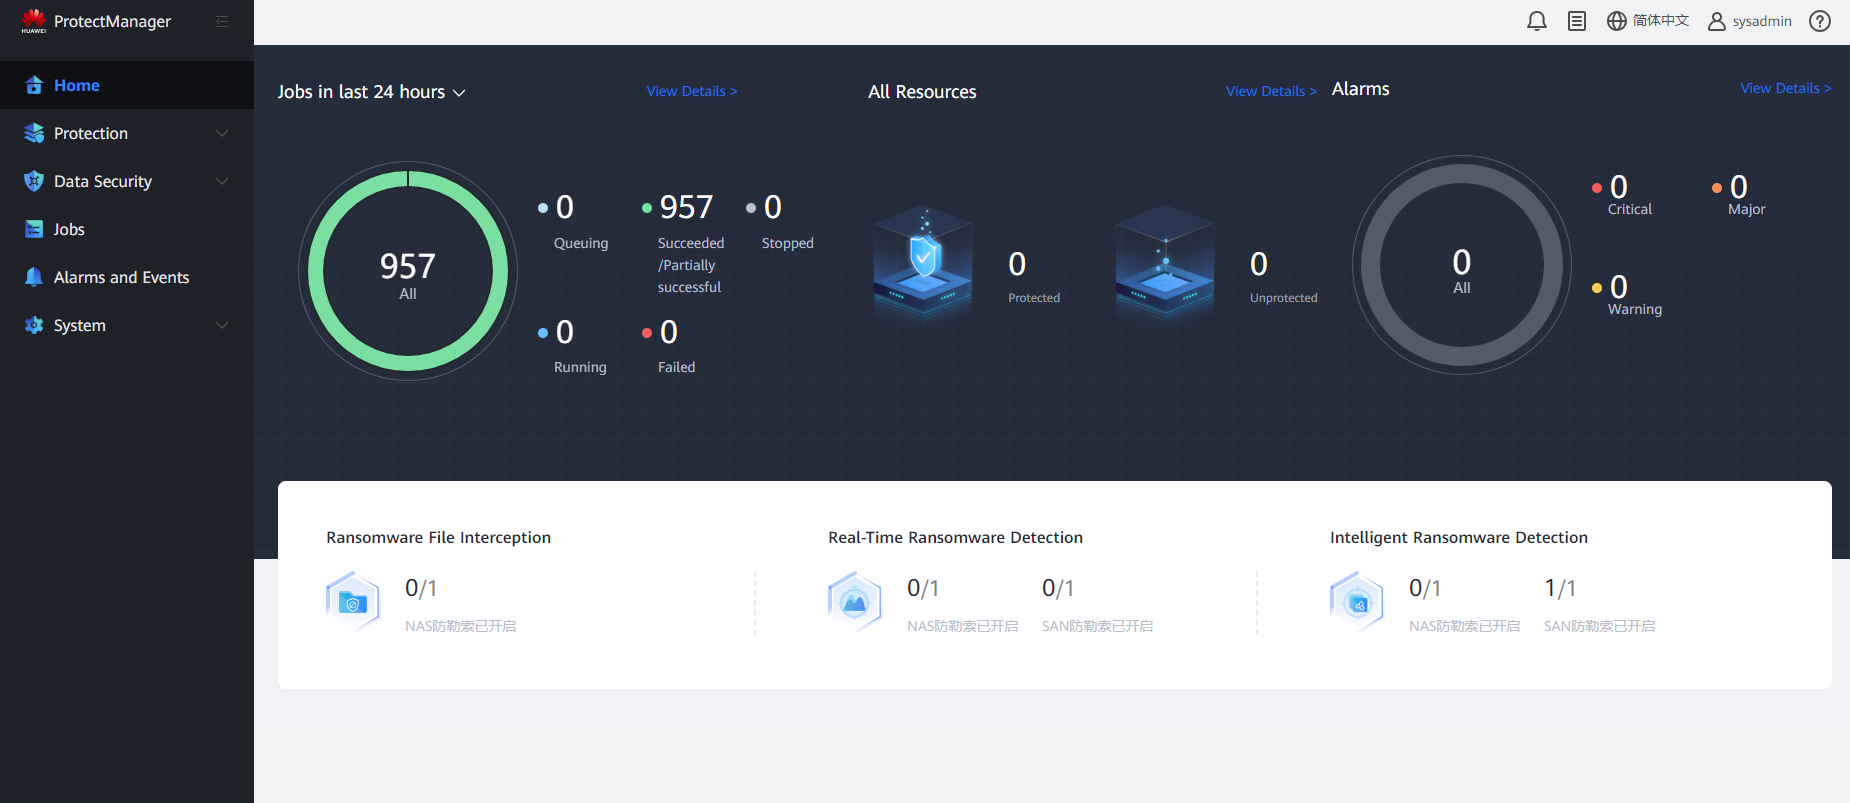 HUAWEI
ProtectManager
简体中文
sysadmin
Home
Protection
Data Security
Jobs
Alarms and Events
System
Jobs in last 24 hours
View Details >
957
All
0
Queuing
957
Succeeded
/Partially
successful
0
Stopped
0
Running
0
Failed
All Resources
View Details >
0
Protected
0
Unprotected
Alarms
View Details >
0
All
0
Critical
0
Major
0
Warning
Ransomware File Interception
0/1
NAS防勒索已开启
Real-Time Ransomware Detection
0/1
NAS防勒索已开启
0/1
SAN防勒索已开启
Intelligent Ransomware Detection
0/1
NAS防勒索已开启
1/1
SAN防勒索已开启